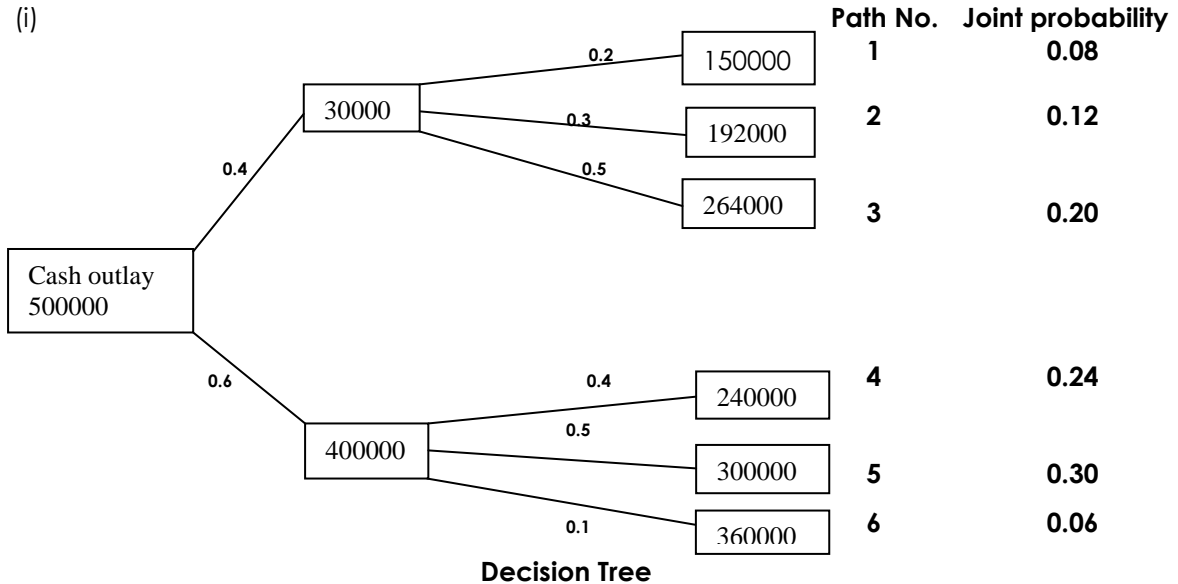 (i)
Path No. Joint probability
0.2 150000 1 0.08
30000
0.3 192000 2 0.12
0.4
0.5 264000 3 0.20
Cash outlay
500000
0.6
0.4 240000 4 0.24
400000
0.5 300000 5 0.30
0.1 360000 6 0.06
Decision Tree